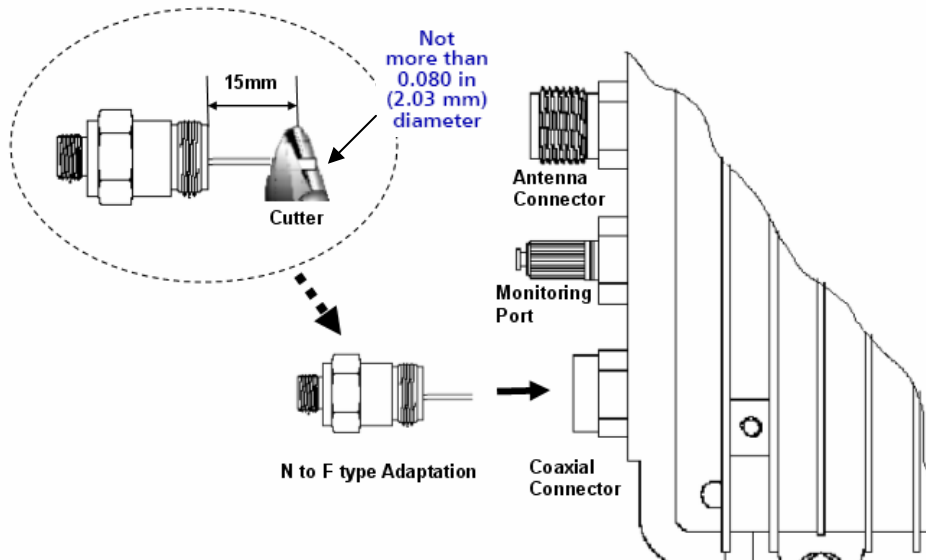 Not
more than
0.080 in
(2.03 mm)
diameter
15mm
Cutter
Antenna
Connector
Monitoring
Port
N to F type Adaptation
Coaxial
Connector